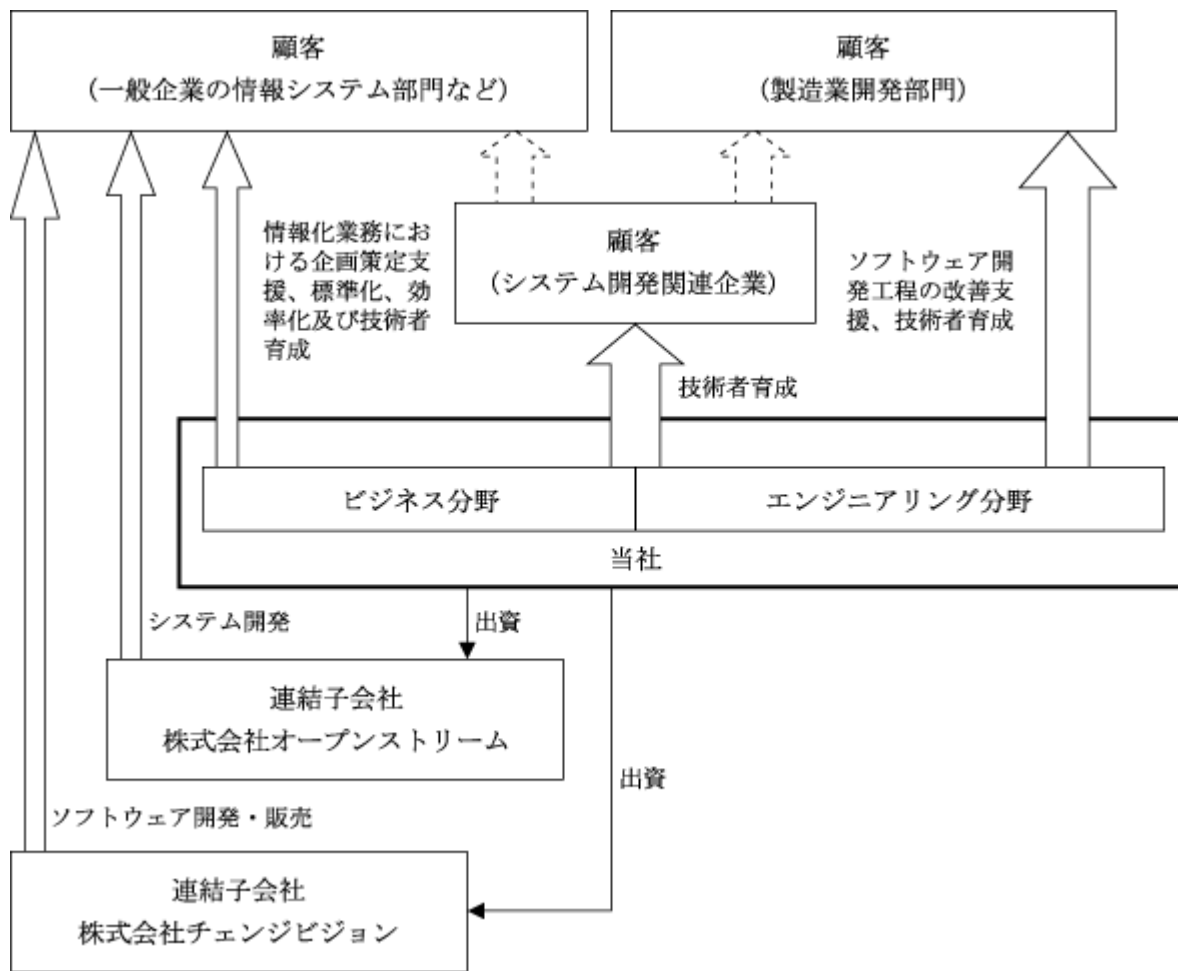 顧客
(一般企業の情報システム部門など)
顧客
(製造業開発部門)
情報化業務にお
ける企画策定支
援、標準化、効
率化及び技術者
育成
顧客
(システム開発関連企業)
ソフトウェア開
発工程の改善支
援、技術者育成
技術者育成
ビジネス分野
エンジニアリング分野
当社
システム開発
出資
連結子会社
株式会社オープンストリーム
出資
ソフトウェア開発・販売
連結子会社
株式会社チェンジビジョン